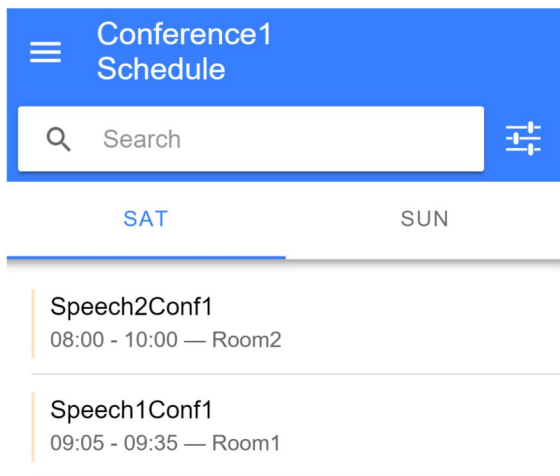 Conference1
Schedule
Search
SAT SUN
Speech2Conf1
08:00 - 10:00 — Room2
Speech1Conf1
09:05 - 09:35 — Room1